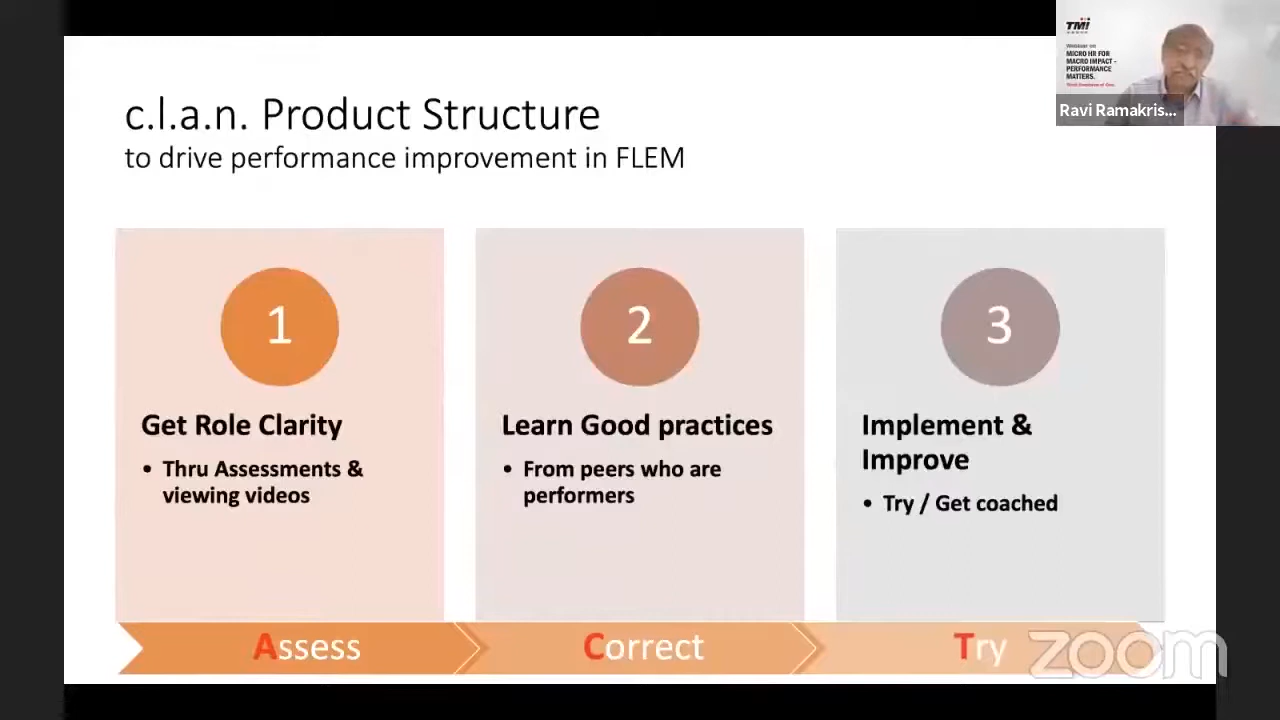 c.l.a.n. Product Structure
to drive performance improvement in FLEM
1
Get Role Clarity
• Thru Assessments &
viewing videos
2
Learn Good practices
• From peers who are
performers
3
Implement &
Improve
• Try / Get coached
Assess
Correct
Try
zoom
TMI
GROUP
Webinar on
MICRO HR FOR
MACRO IMPACT -
PERFORMANCE
MATTERS.
Ravi Ramakris...